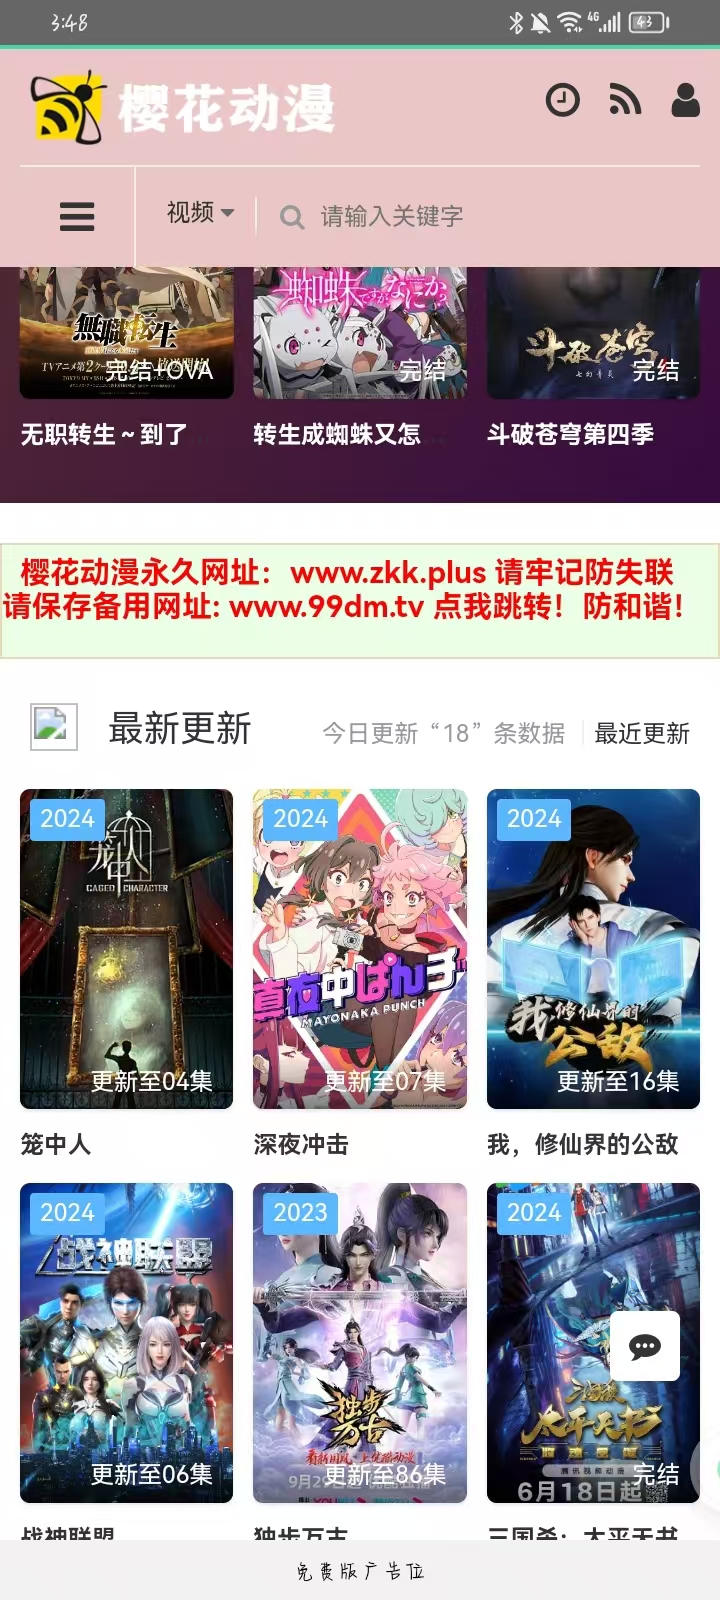 3:48
4G
43
樱花动漫
视频
请输入关键字
無職転生
TVアニメ第2クール
完结+OVA
蜘蛛ですがなにか?
完结
斗破苍穹
完结
无职转生～到了
转生成蜘蛛又怎
斗破苍穹第四季
樱花动漫永久网址：www.zkk.plus 请牢记防失联
请保存备用网址: www.99dm.tv 点我跳转！防和谐！
最新更新
今日更新“18”条数据
最近更新
2024
笼中人
CAGED CHARACTER
更新至04集
2024
真夜中ぱんチ
MAYONAKA PUNCH
更新至07集
2024
我修仙界的
公敌
更新至16集
笼中人
深夜冲击
我，修仙界的公敌
2024
战神联盟
更新至06集
2023
独步
万古
更新至86集
2024
三国杀
太平天书
完结
6月18日起
战神联盟
独步万古
三国杀：太平天书
免费版广告位